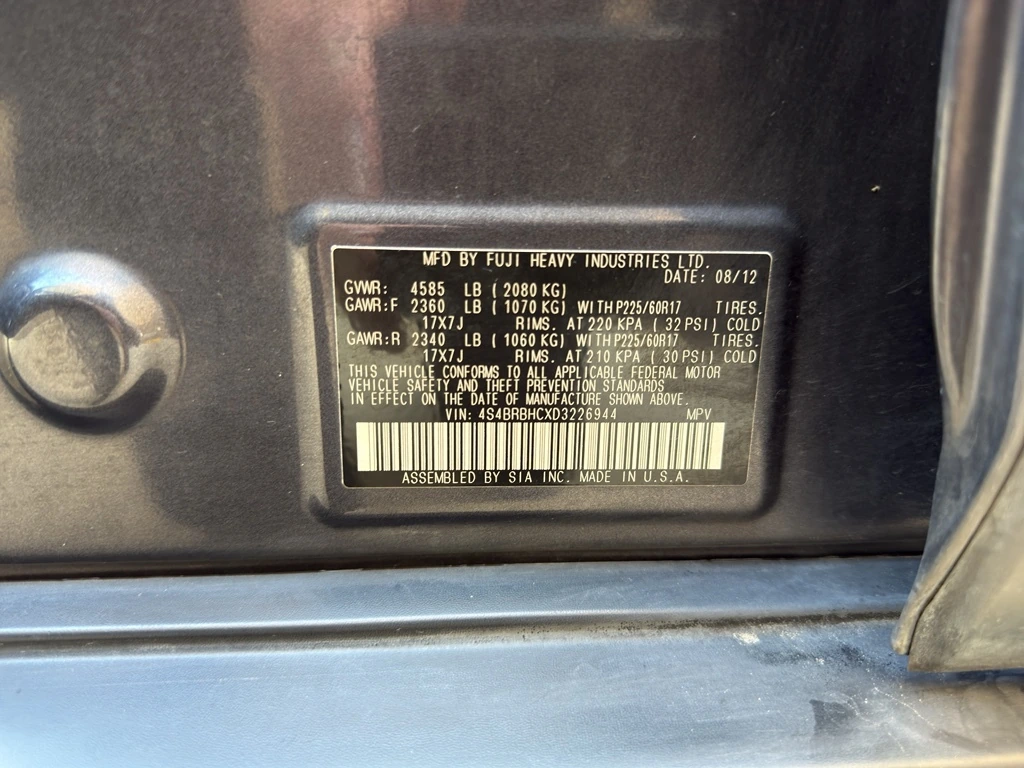 MFD BY FUJI HEAVY INDUSTRIES LTD.
DATE: 08/12
GVWR: 4585 LB ( 2080 KG)
GAWR:F 2360 LB ( 1070 KG) WITH P225/60R17 TIRES.
17X7J RIMS. AT 220 KPA ( 32 PSI) COLD
GAWR:R 2340 LB ( 1060 KG) WITH P225/60R17 TIRES.
17X7J RIMS. AT 210 KPA ( 30 PSI) COLD
THIS VEHICLE CONFORMS TO ALL APPLICABLE FEDERAL MOTOR
VEHICLE SAFETY AND THEFT PREVENTION STANDARDS
IN EFFECT ON THE DATE OF MANUFACTURE SHOWN ABOVE.
VIN: 4S4BRBHCXD3226944 MPV
ASSEMBLED BY SIA INC. MADE IN U.S.A.